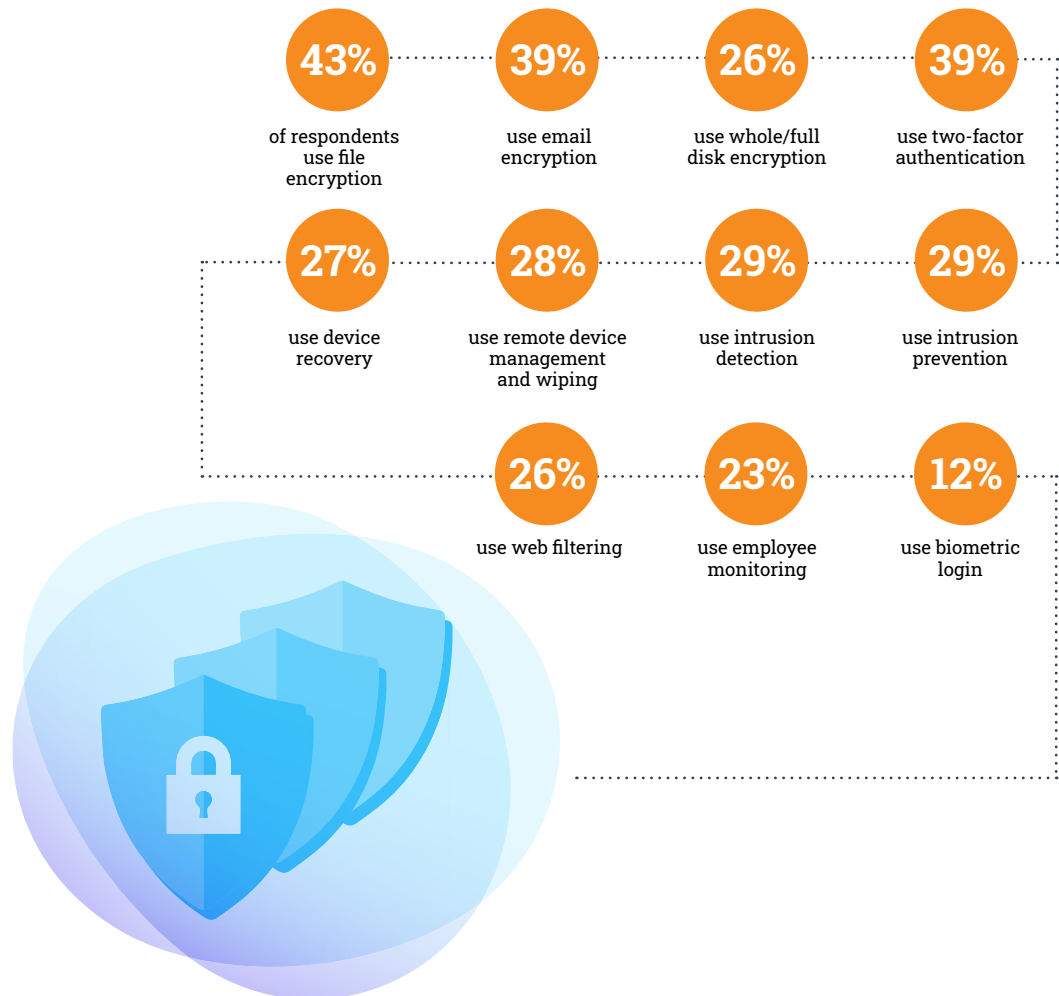 43%
39%
26%
39%
of respondents
use file
encryption
use email
encryption
use whole/full
disk encryption
use two-factor
authentication
27%
28%
29%
29%
use device
recovery
use remote device
management
and wiping
use intrusion
detection
use intrusion
prevention
26%
23%
12%
use web filtering
use employee
monitoring
use biometric
login